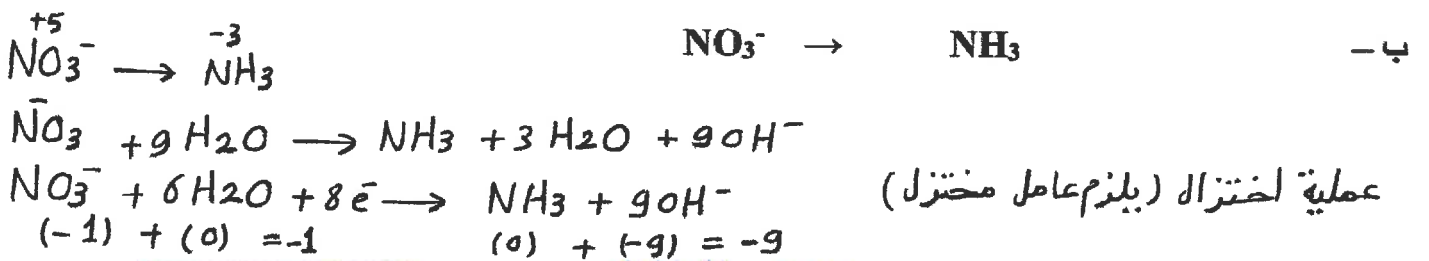 ب – NO₃⁻ → NH₃
+5 -3
NO₃⁻ → NH₃
NO₃⁻ + 9 H₂O → NH₃ + 3 H₂O + 9OH⁻
NO₃⁻ + 6H₂O + 8e⁻ → NH₃ + 9OH⁻ عملية اختزال (يلزم عامل مختزل)
(-1) + (0) = -1 (0) + (-9) = -9